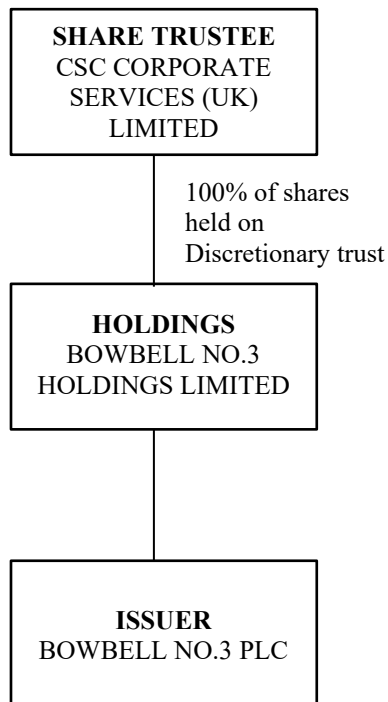 SHARE TRUSTEE
CSC CORPORATE
SERVICES (UK)
LIMITED
100% of shares
held on
Discretionary trust
HOLDINGS
BOWBELL NO.3
HOLDINGS LIMITED
ISSUER
BOWBELL NO.3 PLC